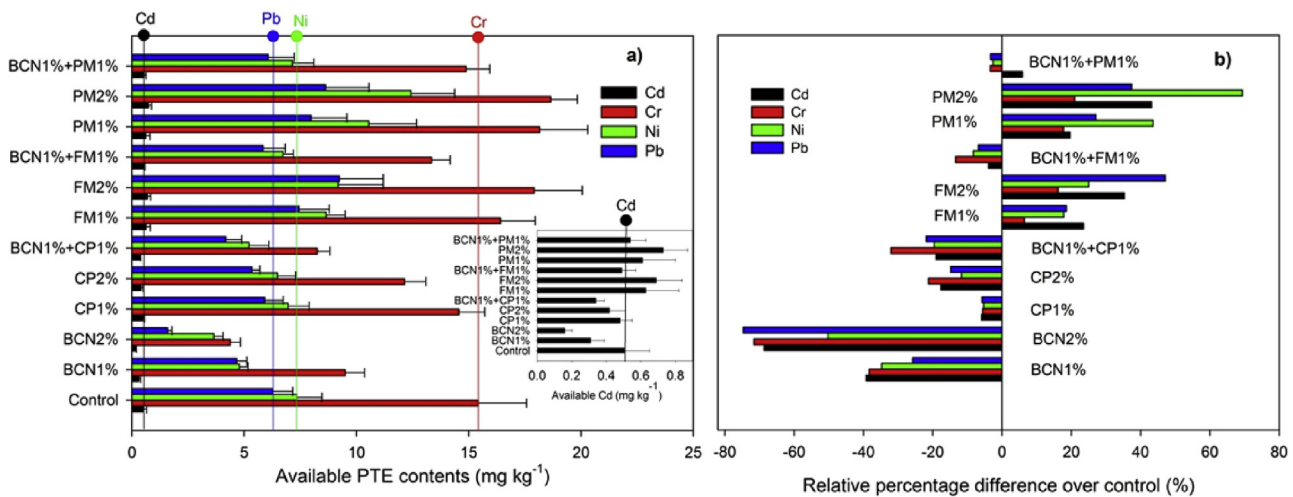 Cd Pb Ni Cr
a)
BCN1%+PM1%
PM2%
PM1%
BCN1%+FM1%
FM2%
FM1%
BCN1%+CP1%
CP2%
CP1%
BCN2%
BCN1%
Control
Cd
Cr
Ni
Pb
Cd
BCN1%+PM1%
PM2%
PM1%
BCN1%+FM1%
FM2%
FM1%
BCN1%+CP1%
CP2%
CP1%
BCN2%
BCN1%
Control
0.0 0.2 0.4 0.6 0.8
Available Cd (mg kg-1)
0 5 10 15 20 25
Available PTE contents (mg kg-1)
b)
Cd
Cr
Ni
Pb
BCN1%+PM1%
PM2%
PM1%
BCN1%+FM1%
FM2%
FM1%
BCN1%+CP1%
CP2%
CP1%
BCN2%
BCN1%
-80 -60 -40 -20 0 20 40 60 80
Relative percentage difference over control (%)